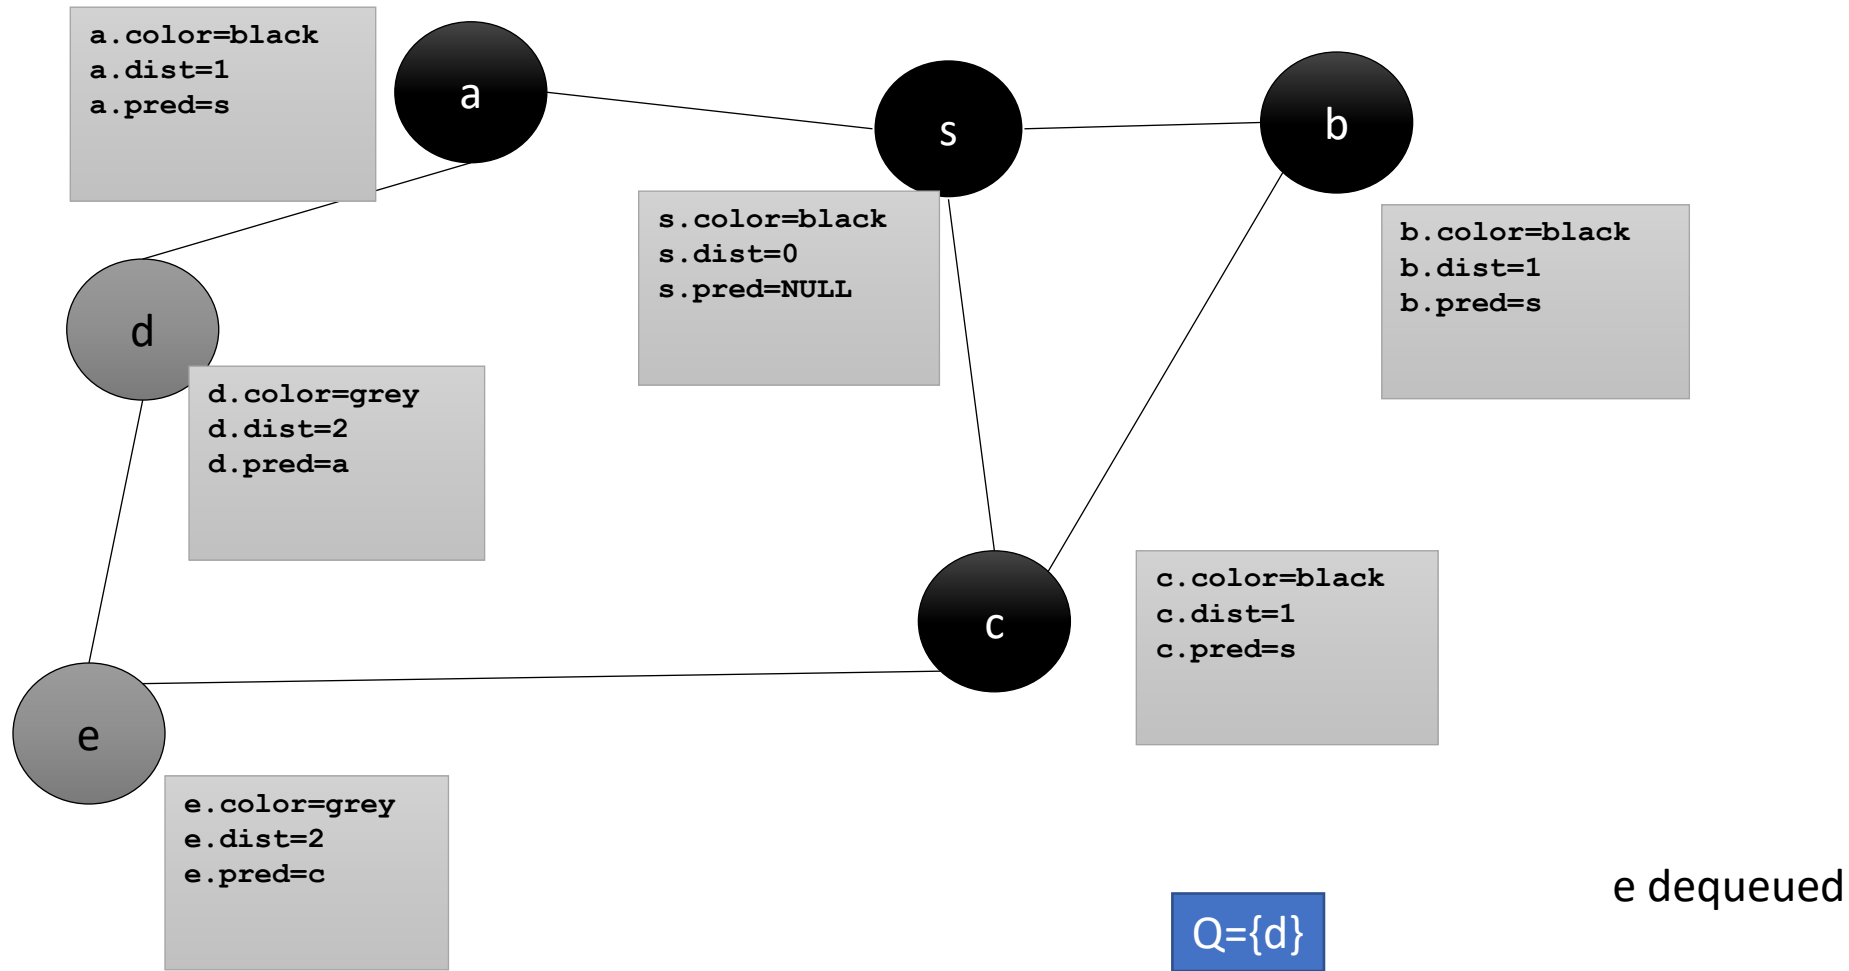 a.color=black
a.dist=1
a.pred=s
a
s
b
s.color=black
s.dist=0
s.pred=NULL
b.color=black
b.dist=1
b.pred=s
d
d.color=grey
d.dist=2
d.pred=a
c
c.color=black
c.dist=1
c.pred=s
e
e.color=grey
e.dist=2
e.pred=c
e dequeued
Q={d}